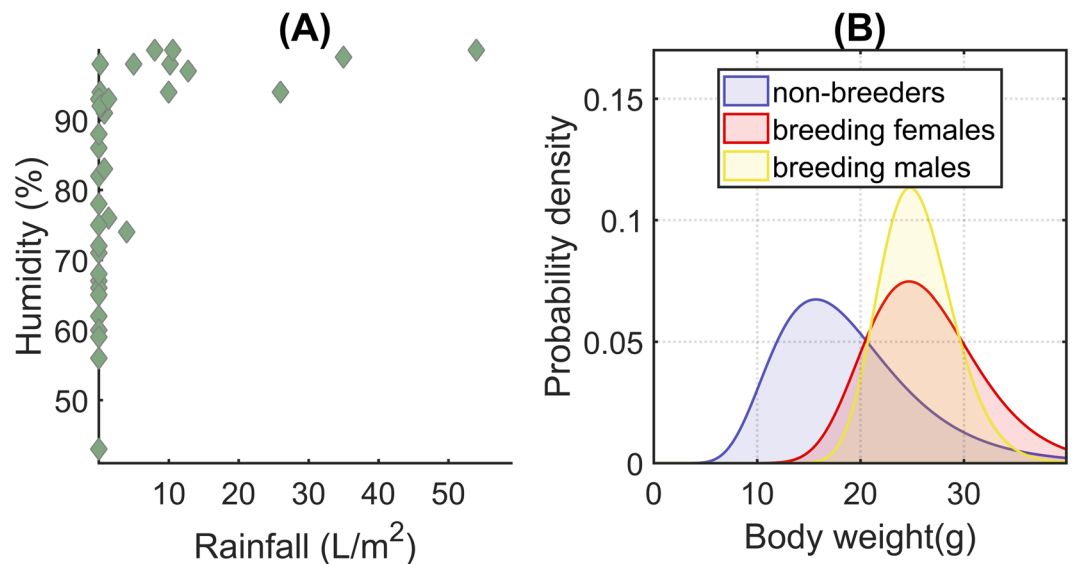 (A)
Humidity (%)
90
80
70
60
50
10 20 30 40 50
Rainfall (L/m²)
(B)
non-breeders
breeding females
breeding males
Probability density
0.15
0.1
0.05
0
0 10 20 30
Body weight(g)